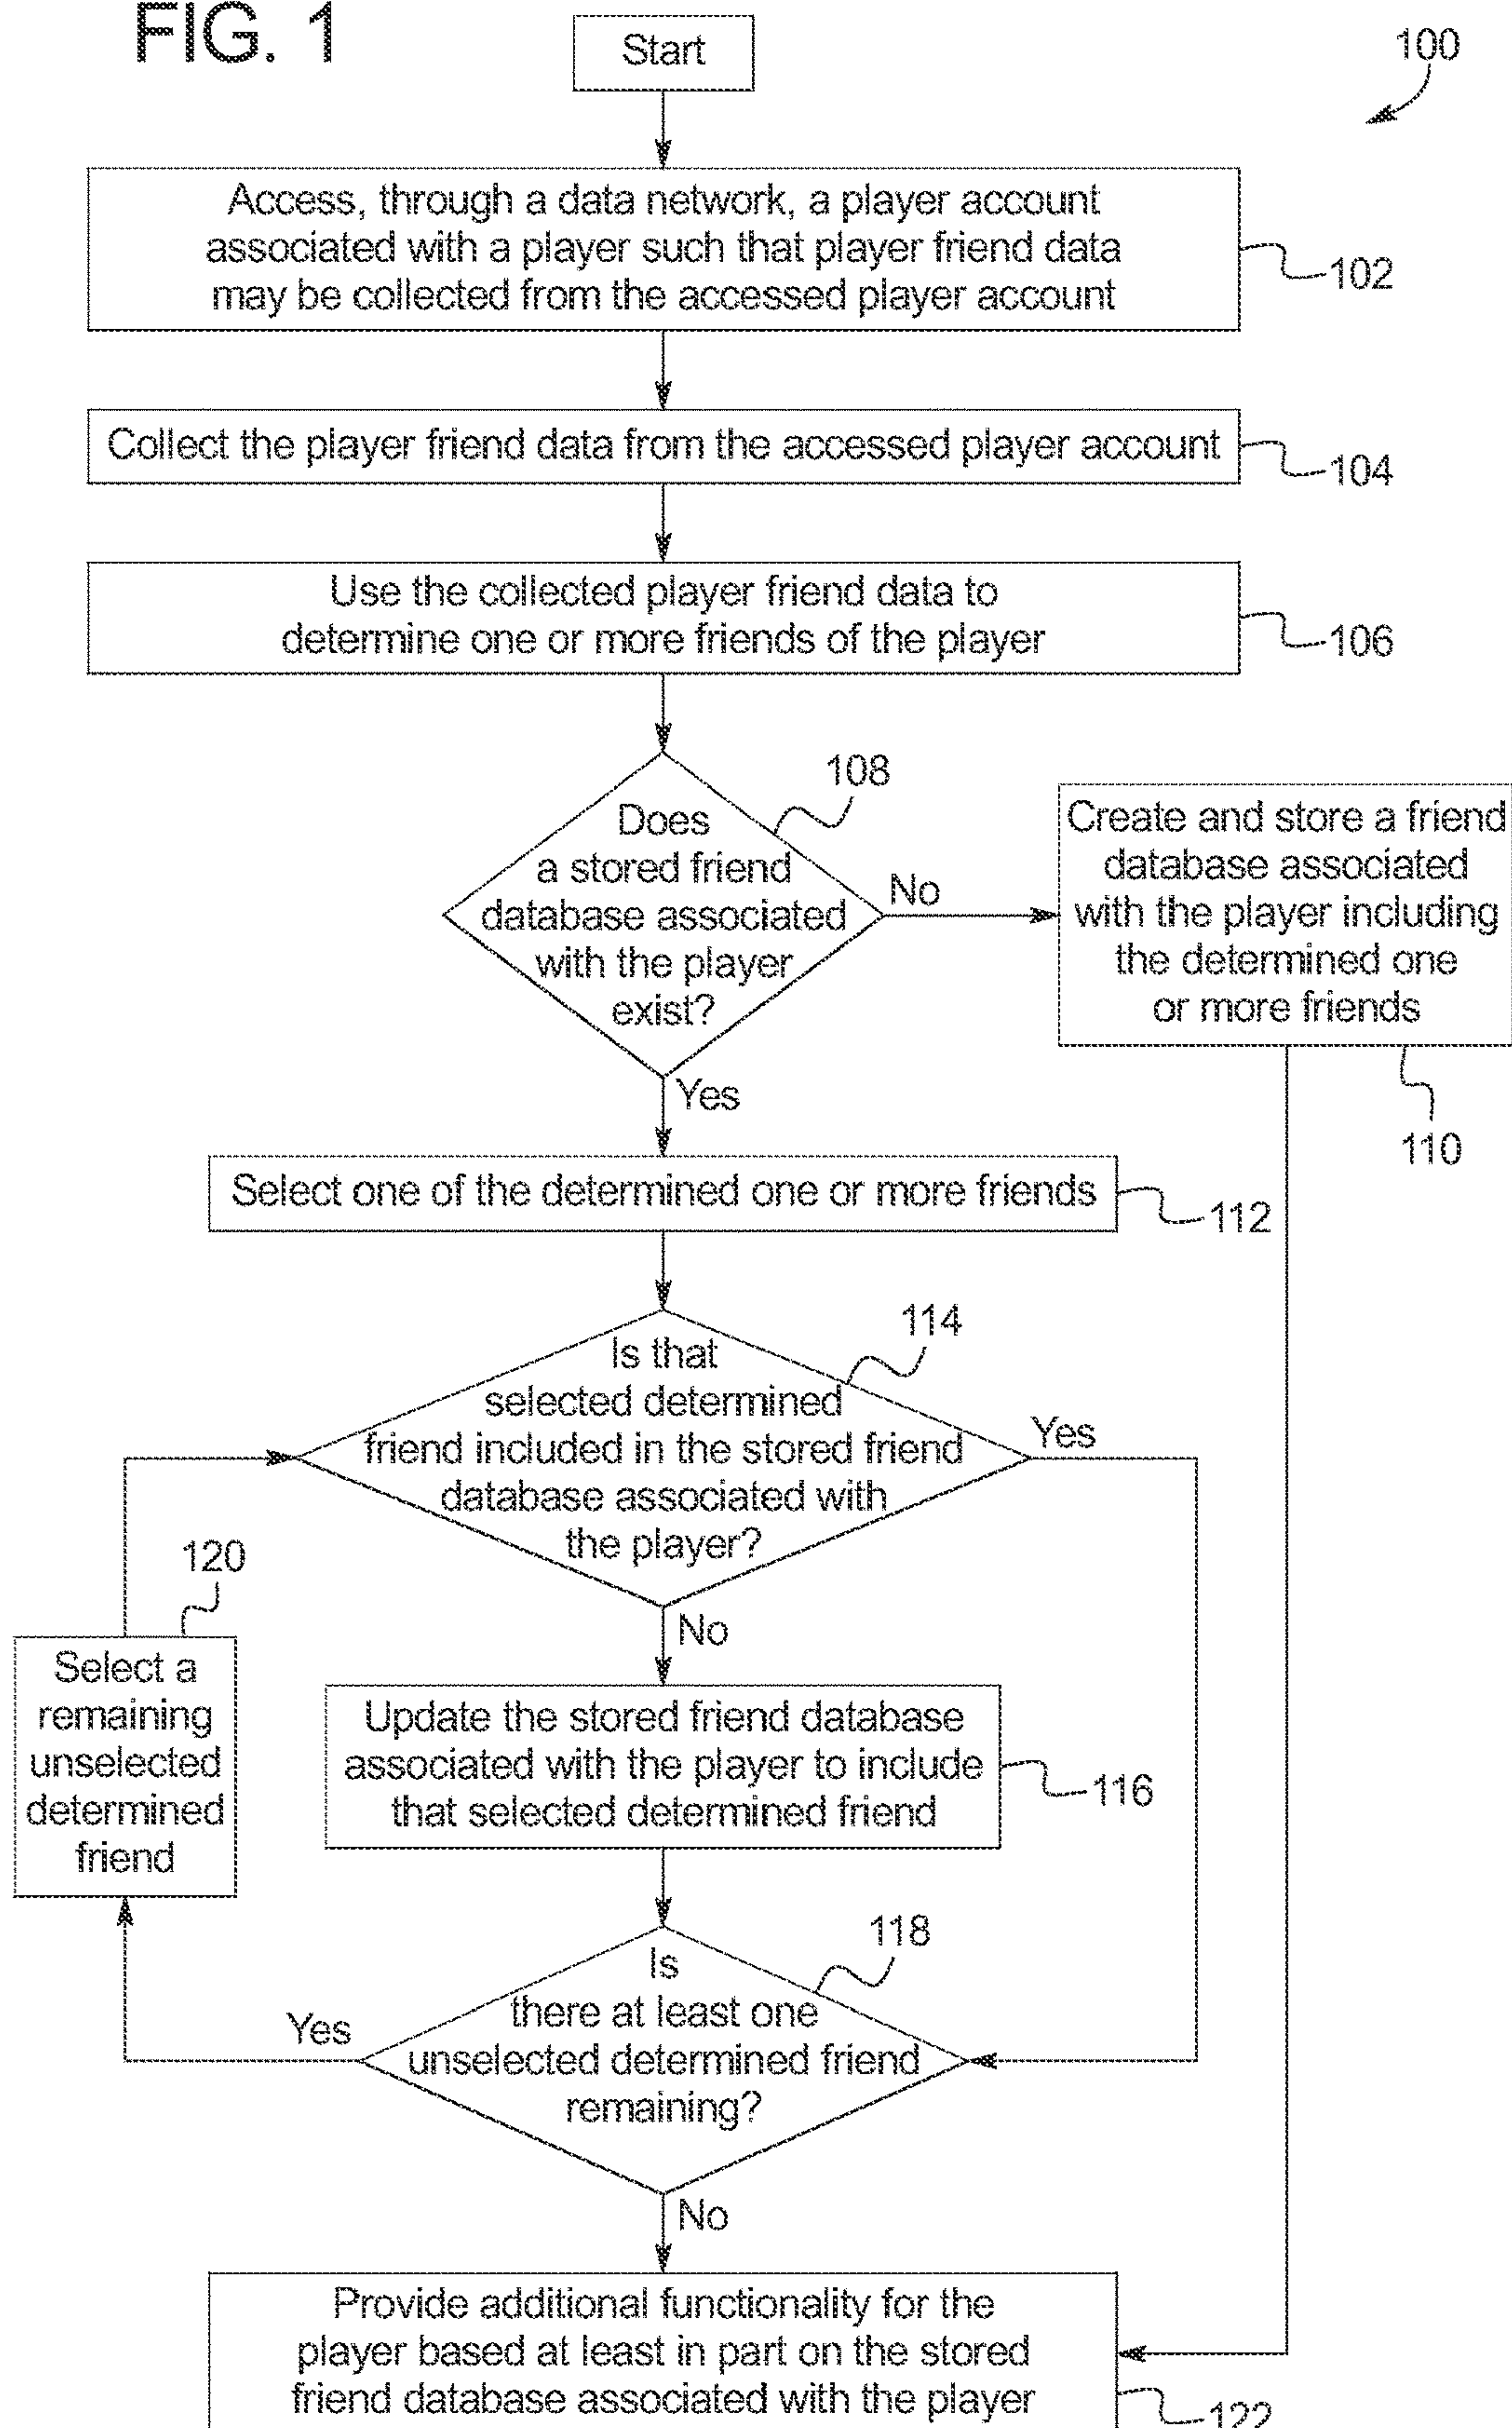 FIG. 1
Start
100
Access, through a data network, a player account
associated with a player such that player friend data
may be collected from the accessed player account
102
Collect the player friend data from the accessed player account
104
Use the collected player friend data to
determine one or more friends of the player
106
108
Does
a stored friend
database associated
with the player
exist?
No
Create and store a friend
database associated
with the player including
the determined one
or more friends
110
Yes
Select one of the determined one or more friends
112
114
Is that
selected determined
friend included in the stored friend
database associated with
the player?
Yes
120
No
Select a
remaining
unselected
determined
friend
Update the stored friend database
associated with the player to include
that selected determined friend
116
118
Is
there at least one
unselected determined friend
remaining?
Yes
No
Provide additional functionality for the
player based at least in part on the stored
friend database associated with the player
122